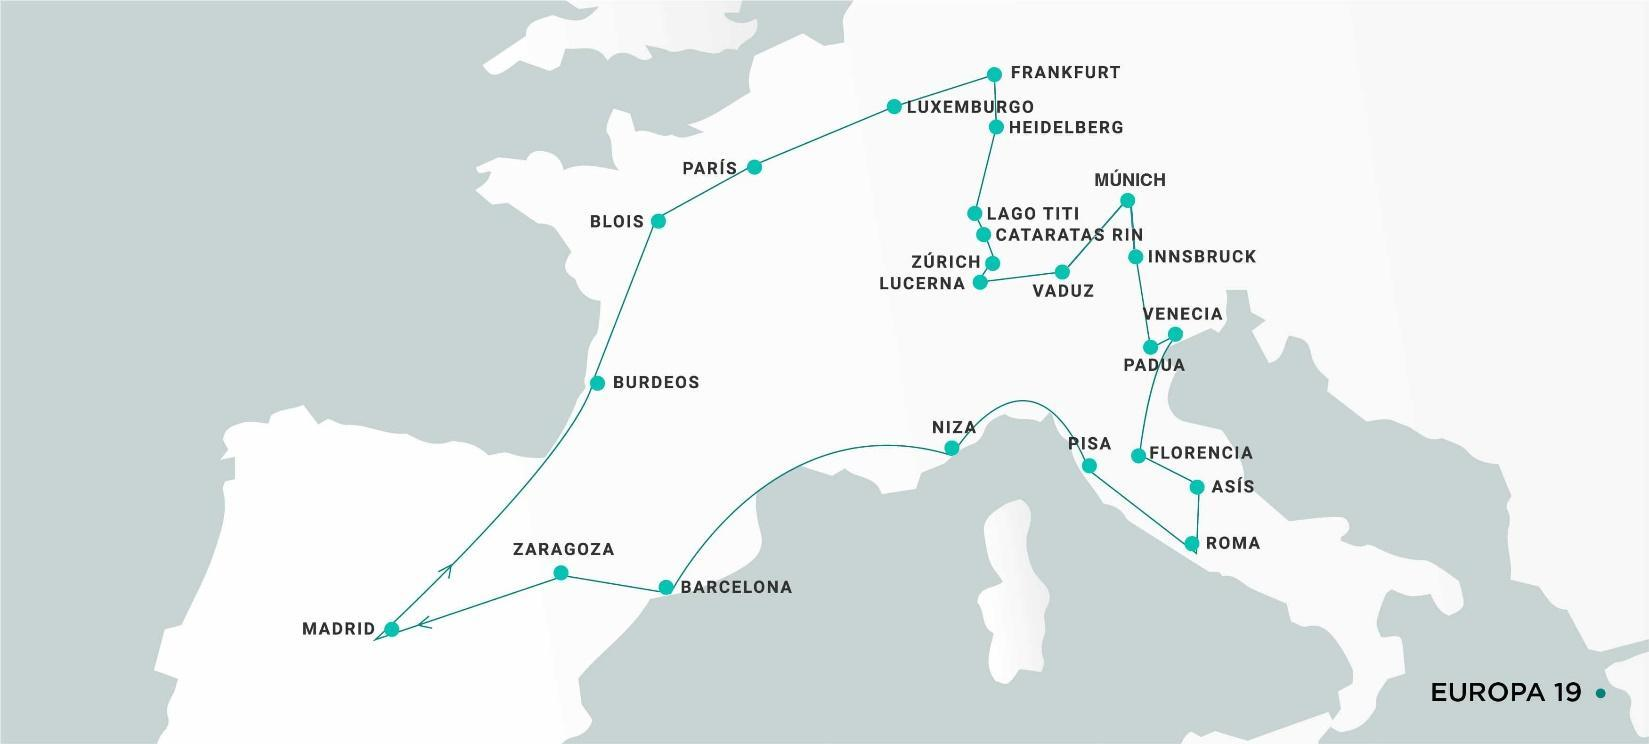 FRANKFURT
LUXEMBURGO
HEIDELBERG
PARÍS
MÚNICH
LAGO TITI
BLOIS
CATARATAS RIN
INNSBRUCK
ZÚRICH
LUCERNA
VADUZ
VENECIA
PADUA
BURDEOS
NIZA
PISA
FLORENCIA
ASÍS
ROMA
ZARAGOZA
BARCELONA
MADRID
EUROPA 19